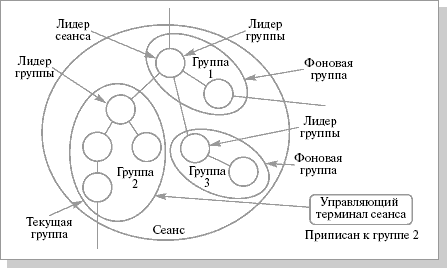 Лидер
сеанса
Лидер
группы
Лидер
группы
Группа
1
Фоновая
группа
Лидер
группы
Фоновая
группа
Группа
2
Группа
3
Текущая
группа
Сеанс
Управляющий
терминал сеанса
Приписан к группе 2